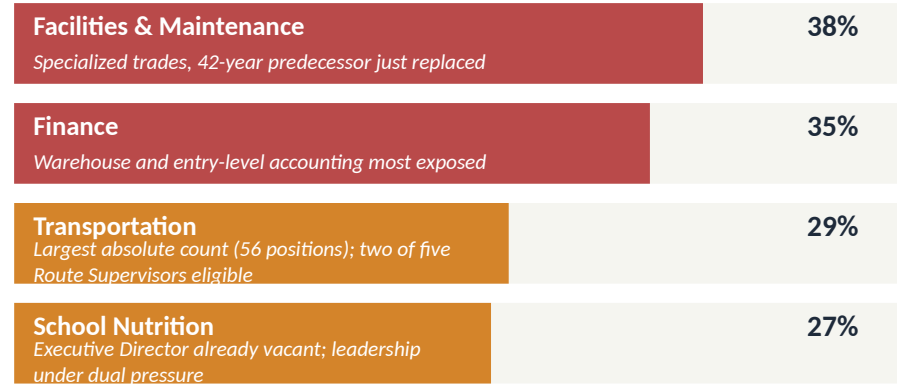 Facilities & Maintenance
38%
Specialized trades, 42-year predecessor just replaced
Finance
35%
Warehouse and entry-level accounting most exposed
Transportation
29%
Largest absolute count (56 positions); two of five
Route Supervisors eligible
School Nutrition
27%
Executive Director already vacant; leadership
under dual pressure